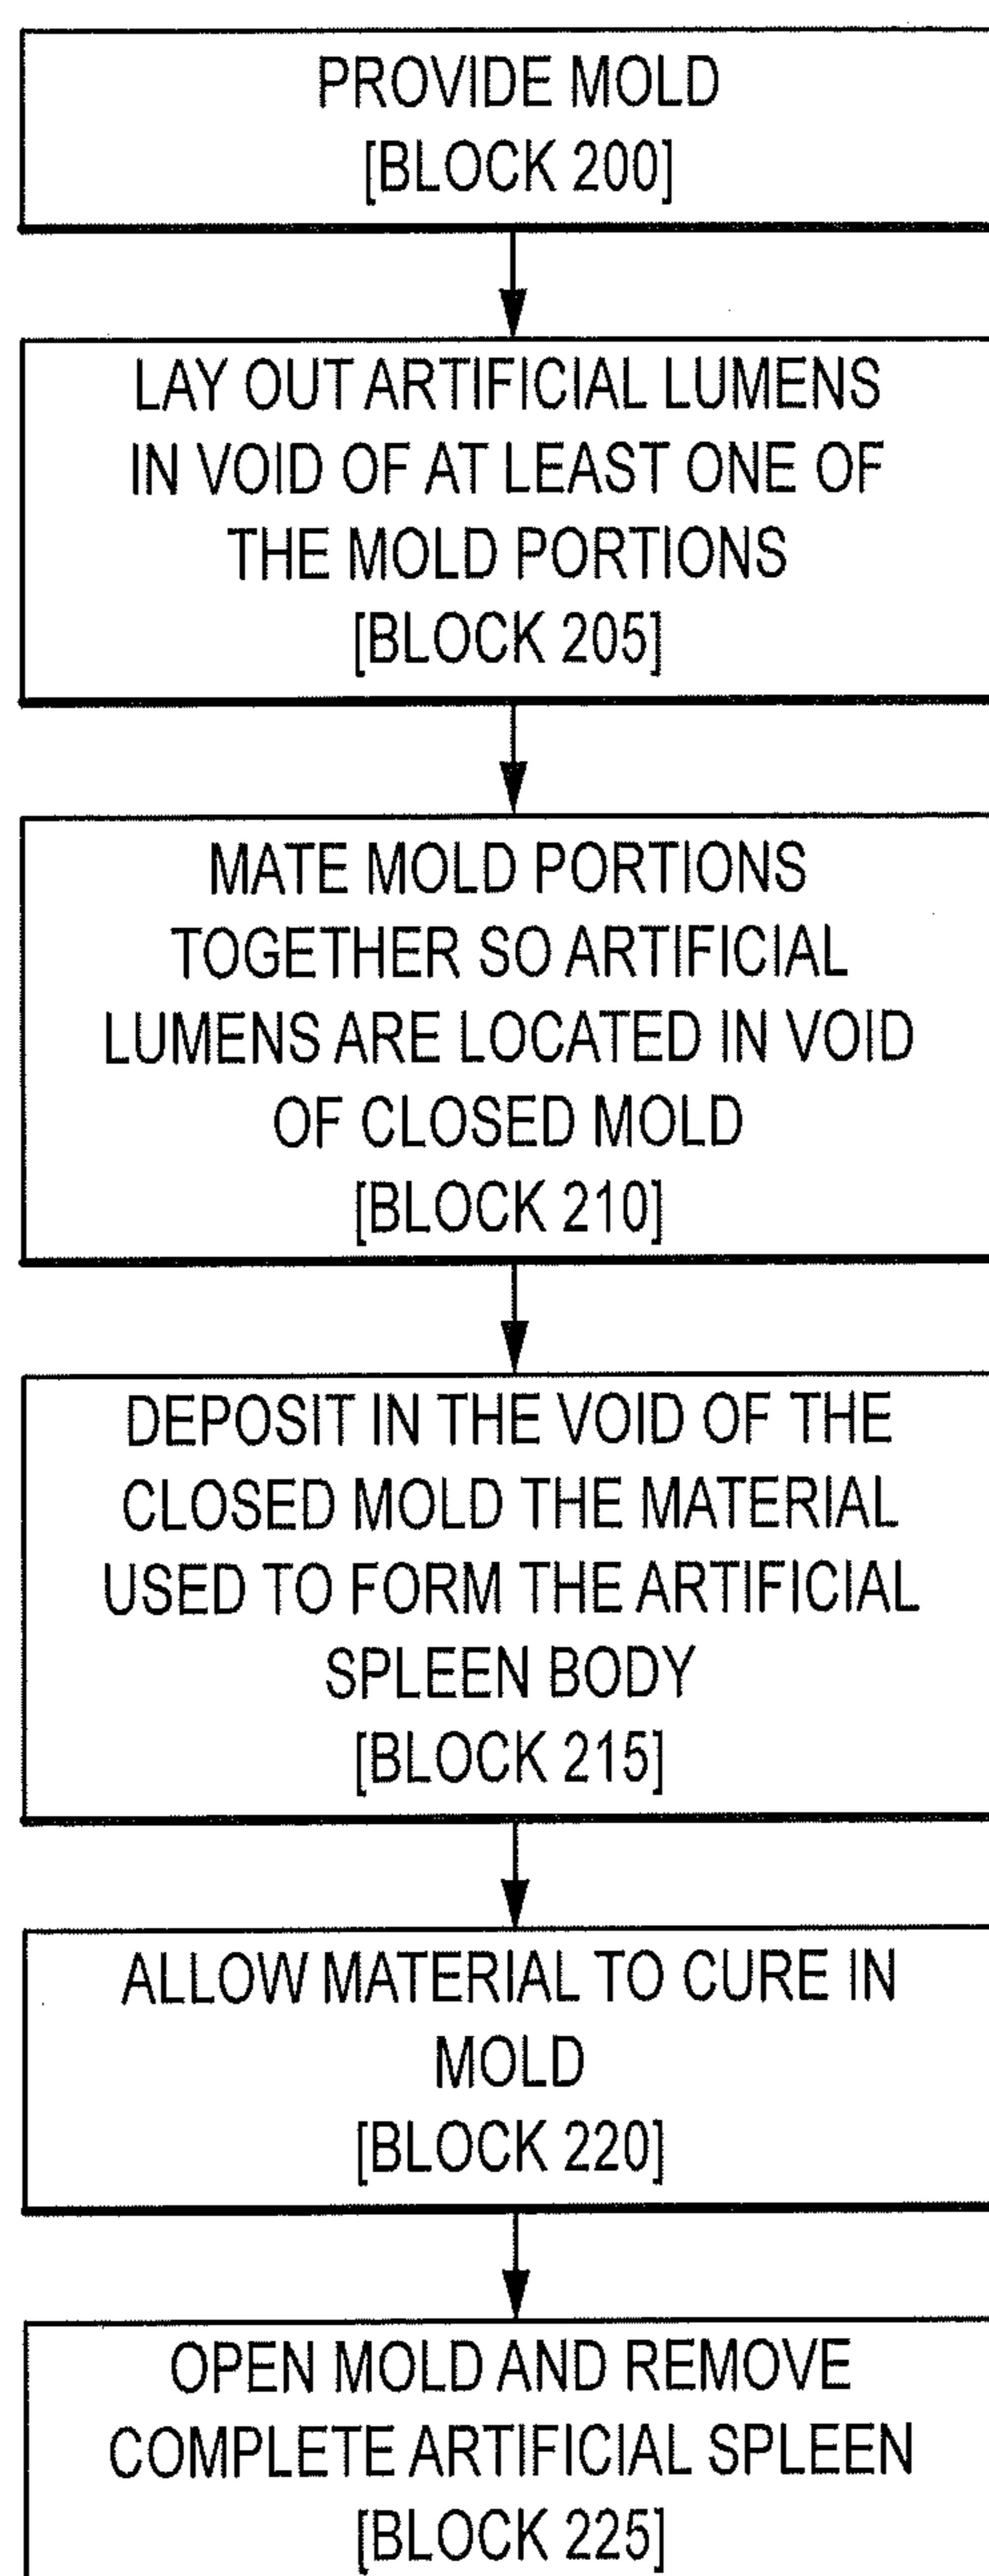 PROVIDE MOLD
[BLOCK 200]
LAY OUT ARTIFICIAL LUMENS
IN VOID OF AT LEAST ONE OF
THE MOLD PORTIONS
[BLOCK 205]
MATE MOLD PORTIONS
TOGETHER SO ARTIFICIAL
LUMENS ARE LOCATED IN VOID
OF CLOSED MOLD
[BLOCK 210]
DEPOSIT IN THE VOID OF THE
CLOSED MOLD THE MATERIAL
USED TO FORM THE ARTIFICIAL
SPLEEN BODY
[BLOCK 215]
ALLOW MATERIAL TO CURE IN
MOLD
[BLOCK 220]
OPEN MOLD AND REMOVE
COMPLETE ARTIFICIAL SPLEEN
[BLOCK 225]